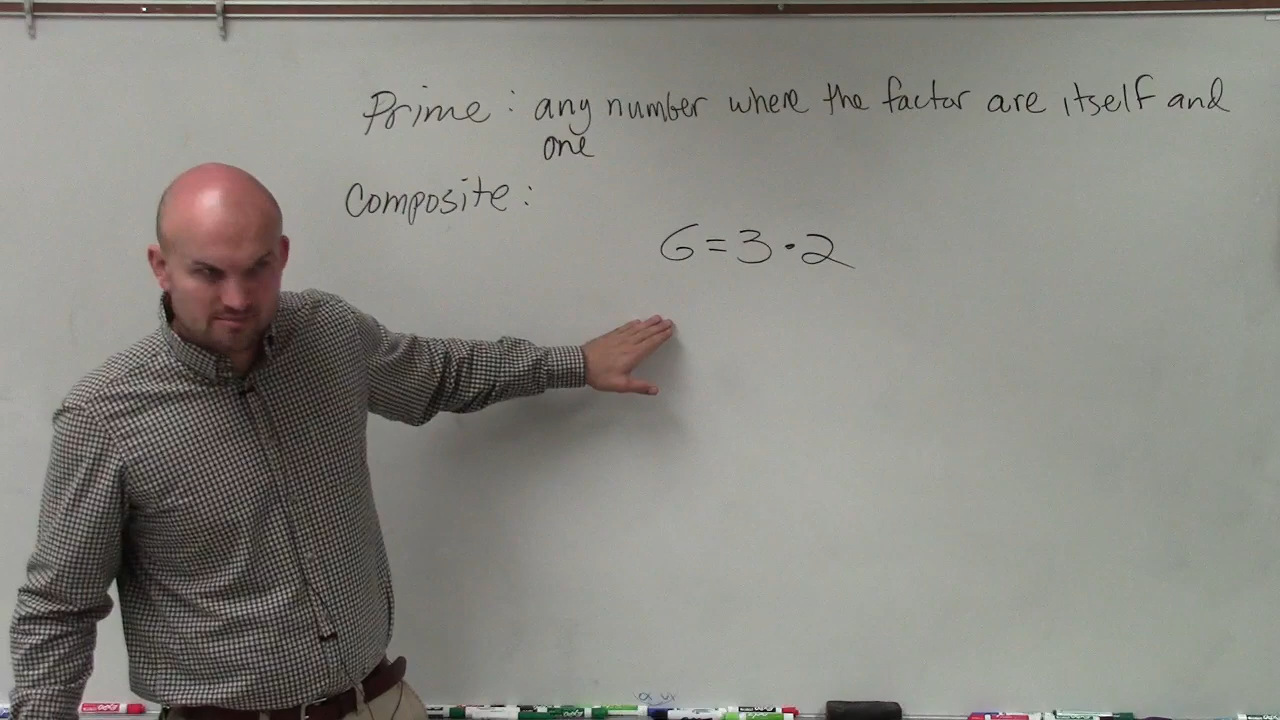 Prime : any number where the factor are itself and
one
Composite :
6 = 3 · 2